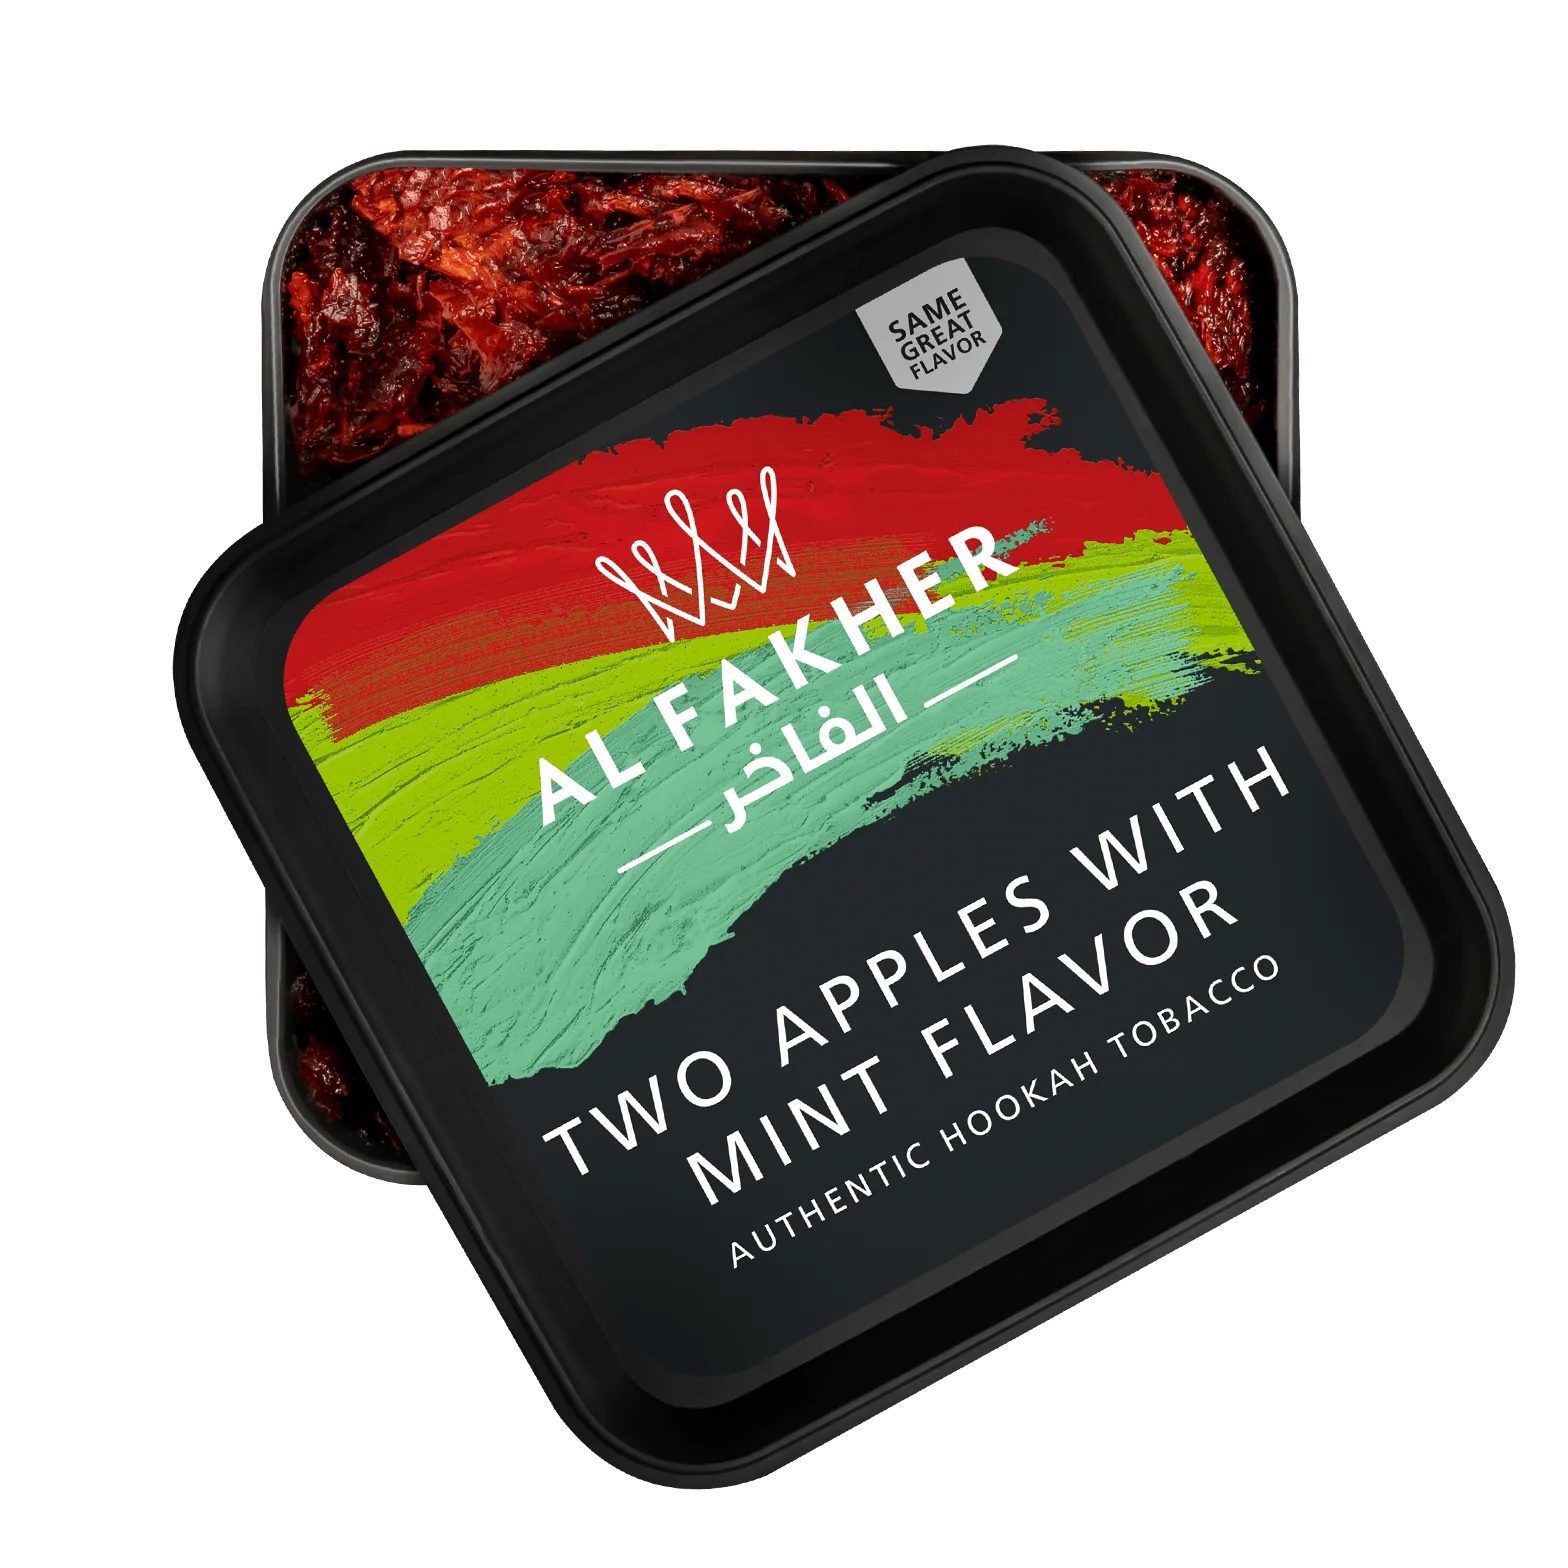 SAME
GREAT
FLAVOR
AL FAKHER
الفاخر
TWO APPLES WITH
MINT FLAVOR
AUTHENTIC HOOKAH TOBACCO